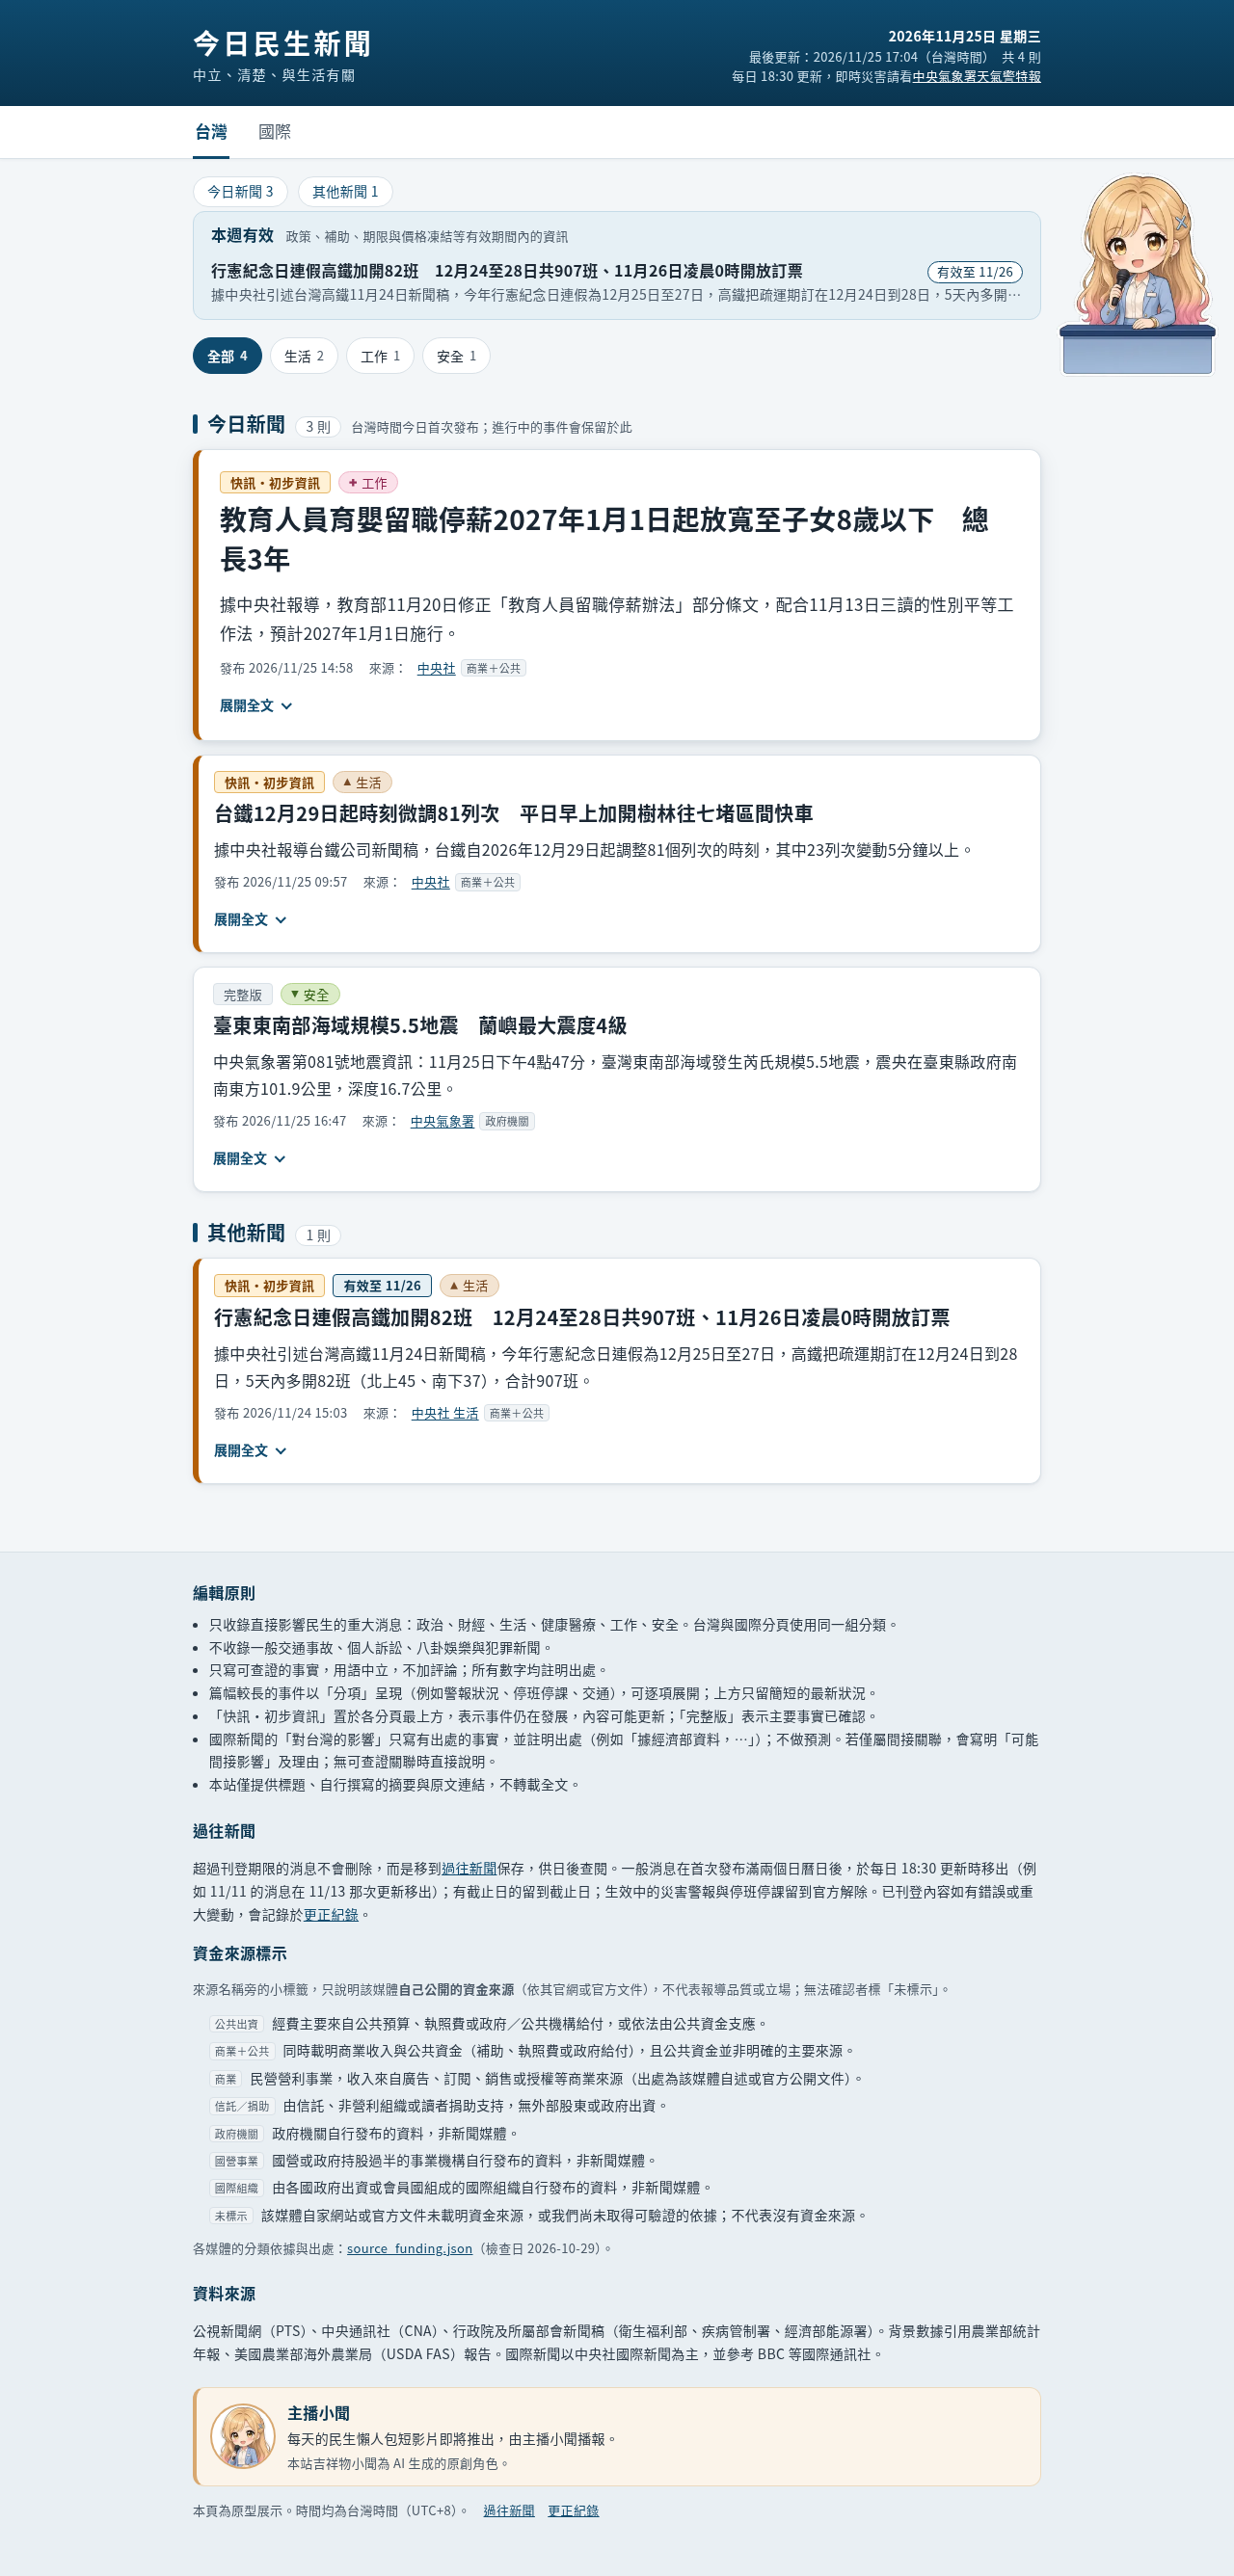 今日民生新聞
中立、清楚、與生活有關
2026年11月25日 星期三
最後更新：2026/11/25 17:04（台灣時間） 共 4 則
每日 18:30 更新，即時災害請看中央氣象署天氣警特報
台灣
國際
今日新聞 3
其他新聞 1
本週有效 政策、補助、期限與價格凍結等有效期間內的資訊
行憲紀念日連假高鐵加開82班　12月24至28日共907班、11月26日凌晨0時開放訂票
有效至 11/26
據中央社引述台灣高鐵11月24日新聞稿，今年行憲紀念日連假為12月25日至27日，高鐵把疏運期訂在12月24日到28日，5天內多開…
全部 4
生活 2
工作 1
安全 1
今日新聞 3 則 台灣時間今日首次發布；進行中的事件會保留於此
快訊・初步資訊 ✚ 工作
教育人員育嬰留職停薪2027年1月1日起放寬至子女8歲以下　總
長3年
據中央社報導，教育部11月20日修正「教育人員留職停薪辦法」部分條文，配合11月13日三讀的性別平等工
作法，預計2027年1月1日施行。
發布 2026/11/25 14:58 來源： 中央社 商業＋公共
展開全文
快訊・初步資訊 ▲ 生活
台鐵12月29日起時刻微調81列次　平日早上加開樹林往七堵區間快車
據中央社報導台鐵公司新聞稿，台鐵自2026年12月29日起調整81個列次的時刻，其中23列次變動5分鐘以上。
發布 2026/11/25 09:57 來源： 中央社 商業＋公共
展開全文
完整版 ▼ 安全
臺東東南部海域規模5.5地震　蘭嶼最大震度4級
中央氣象署第081號地震資訊：11月25日下午4點47分，臺灣東南部海域發生芮氏規模5.5地震，震央在臺東縣政府南
南東方101.9公里，深度16.7公里。
發布 2026/11/25 16:47 來源： 中央氣象署 政府機關
展開全文
其他新聞 1 則
快訊・初步資訊 有效至 11/26 ▲ 生活
行憲紀念日連假高鐵加開82班　12月24至28日共907班、11月26日凌晨0時開放訂票
據中央社引述台灣高鐵11月24日新聞稿，今年行憲紀念日連假為12月25日至27日，高鐵把疏運期訂在12月24日到28
日，5天內多開82班（北上45、南下37），合計907班。
發布 2026/11/24 15:03 來源： 中央社 生活 商業＋公共
展開全文
編輯原則
只收錄直接影響民生的重大消息：政治、財經、生活、健康醫療、工作、安全。台灣與國際分頁使用同一組分類。
不收錄一般交通事故、個人訴訟、八卦娛樂與犯罪新聞。
只寫可查證的事實，用語中立，不加評論；所有數字均註明出處。
篇幅較長的事件以「分項」呈現（例如警報狀況、停班停課、交通），可逐項展開；上方只留簡短的最新狀況。
「快訊・初步資訊」置於各分頁最上方，表示事件仍在發展，內容可能更新；「完整版」表示主要事實已確認。
國際新聞的「對台灣的影響」只寫有出處的事實，並註明出處（例如「據經濟部資料，…」）；不做預測。若僅屬間接關聯，會寫明「可能
間接影響」及理由；無可查證關聯時直接說明。
本站僅提供標題、自行撰寫的摘要與原文連結，不轉載全文。
過往新聞
超過刊登期限的消息不會刪除，而是移到過往新聞保存，供日後查閱。一般消息在首次發布滿兩個日曆日後，於每日 18:30 更新時移出（例
如 11/11 的消息在 11/13 那次更新移出）；有截止日的留到截止日；生效中的災害警報與停班停課留到官方解除。已刊登內容如有錯誤或重
大變動，會記錄於更正紀錄。
資金來源標示
來源名稱旁的小標籤，只說明該媒體自己公開的資金來源（依其官網或官方文件），不代表報導品質或立場；無法確認者標「未標示」。
公共出資 經費主要來自公共預算、執照費或政府／公共機構給付，或依法由公共資金支應。
商業＋公共 同時載明商業收入與公共資金（補助、執照費或政府給付），且公共資金並非明確的主要來源。
商業 民營營利事業，收入來自廣告、訂閱、銷售或授權等商業來源（出處為該媒體自述或官方公開文件）。
信託／捐助 由信託、非營利組織或讀者捐助支持，無外部股東或政府出資。
政府機關 政府機關自行發布的資料，非新聞媒體。
國營事業 國營或政府持股過半的事業機構自行發布的資料，非新聞媒體。
國際組織 由各國政府出資或會員國組成的國際組織自行發布的資料，非新聞媒體。
未標示 該媒體自家網站或官方文件未載明資金來源，或我們尚未取得可驗證的依據；不代表沒有資金來源。
各媒體的分類依據與出處：source_funding.json（檢查日 2026-10-29）。
資料來源
公視新聞網（PTS）、中央通訊社（CNA）、行政院及所屬部會新聞稿（衛生福利部、疾病管制署、經濟部能源署）。背景數據引用農業部統計
年報、美國農業部海外農業局（USDA FAS）報告。國際新聞以中央社國際新聞為主，並參考 BBC 等國際通訊社。
主播小聞
每天的民生懶人包短影片即將推出，由主播小聞播報。
本站吉祥物小聞為 AI 生成的原創角色。
本頁為原型展示。時間均為台灣時間（UTC+8）。 過往新聞 更正紀錄